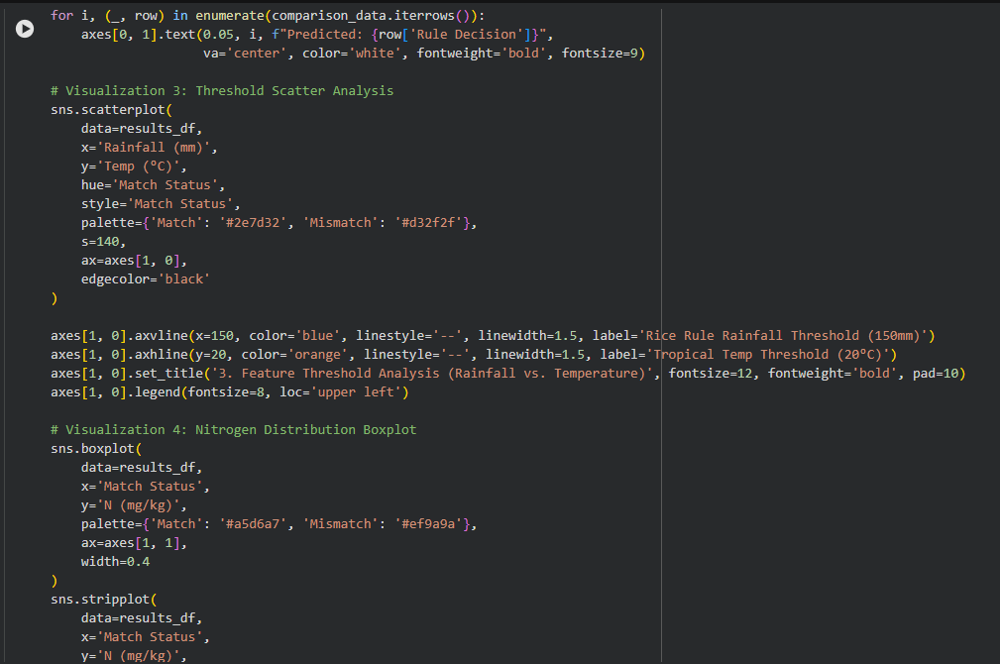 for i, (_, row) in enumerate(comparison_data.iterrows()):
    axes[0, 1].text(0.05, i, f"Predicted: {row['Rule Decision']}",
                    va='center', color='white', fontweight='bold', fontsize=9)

# Visualization 3: Threshold Scatter Analysis
sns.scatterplot(
    data=results_df,
    x='Rainfall (mm)',
    y='Temp (°C)',
    hue='Match Status',
    style='Match Status',
    palette={'Match': '#2e7d32', 'Mismatch': '#d32f2f'},
    s=140,
    ax=axes[1, 0],
    edgecolor='black'
)

axes[1, 0].axvline(x=150, color='blue', linestyle='--', linewidth=1.5, label='Rice Rule Rainfall Threshold (150mm)')
axes[1, 0].axhline(y=20, color='orange', linestyle='--', linewidth=1.5, label='Tropical Temp Threshold (20°C)')
axes[1, 0].set_title('3. Feature Threshold Analysis (Rainfall vs. Temperature)', fontsize=12, fontweight='bold', pad=10)
axes[1, 0].legend(fontsize=8, loc='upper left')

# Visualization 4: Nitrogen Distribution Boxplot
sns.boxplot(
    data=results_df,
    x='Match Status',
    y='N (mg/kg)',
    palette={'Match': '#a5d6a7', 'Mismatch': '#ef9a9a'},
    ax=axes[1, 1],
    width=0.4
)
sns.stripplot(
    data=results_df,
    x='Match Status',
    y='N (mg/kg)',